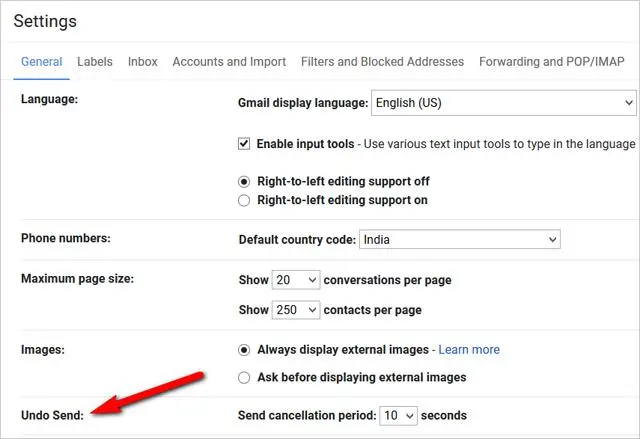 Settings
General Labels Inbox Accounts and Import Filters and Blocked Addresses Forwarding and POP/IMAP
Language: Gmail display language: English (US)
Enable input tools - Use various text input tools to type in the language
Right-to-left editing support off
Right-to-left editing support on
Phone numbers: Default country code: India
Maximum page size: Show 20 conversations per page
Show 250 contacts per page
Images: Always display external images - Learn more
Ask before displaying external images
Undo Send: Send cancellation period: 10 seconds